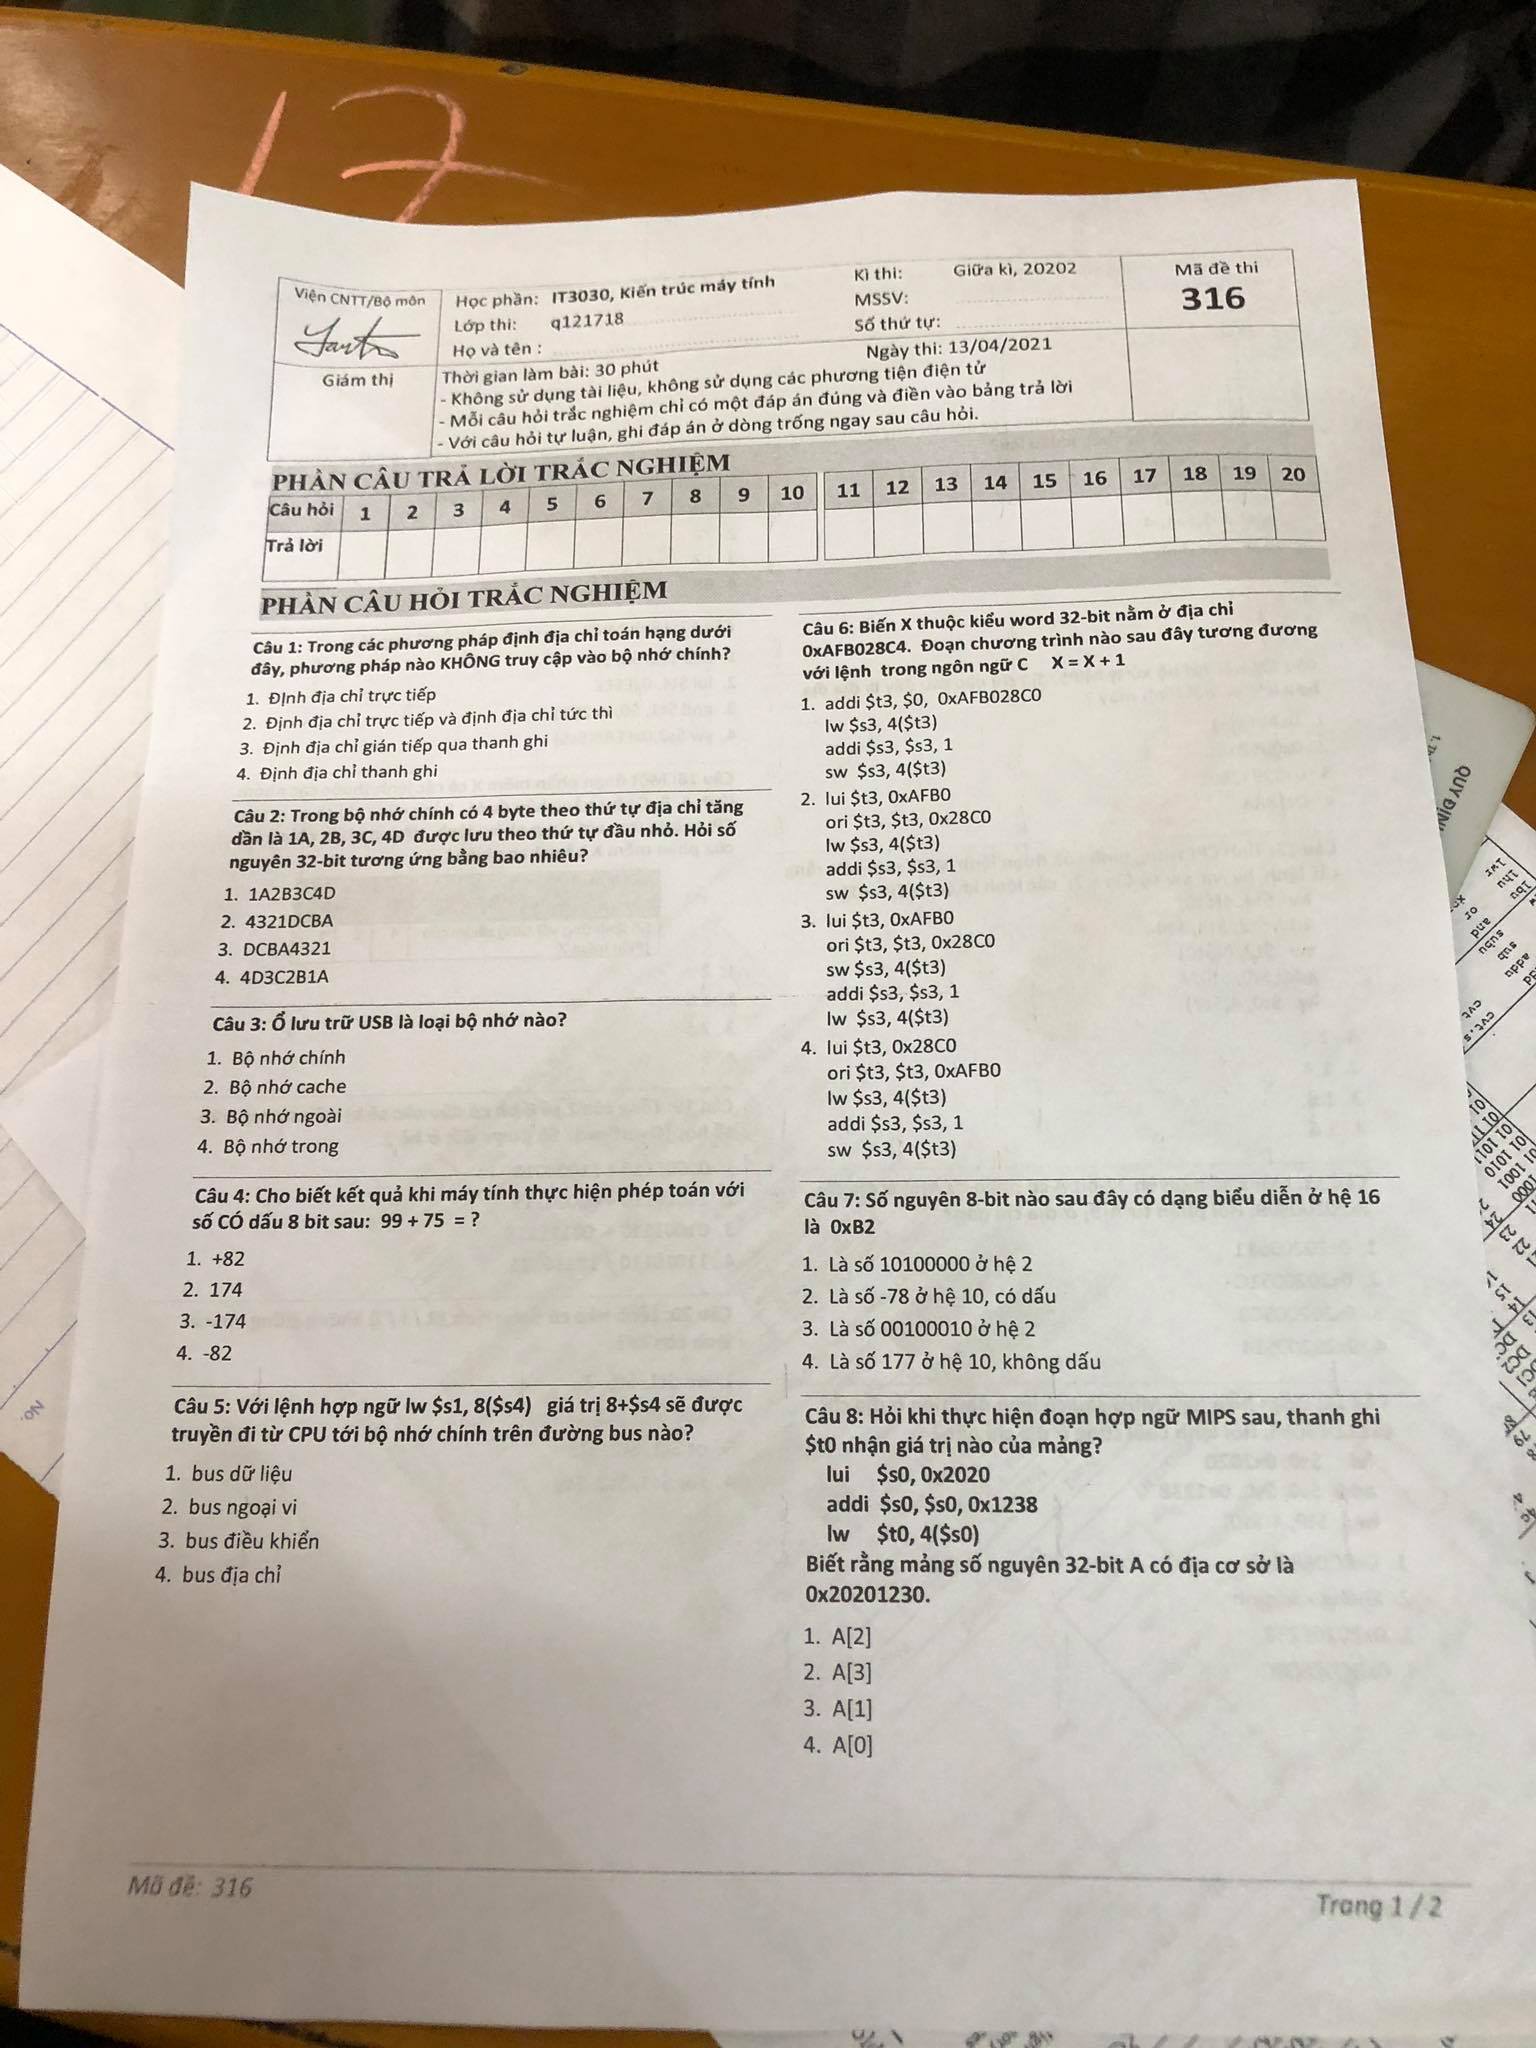 17
Viện CNTT/Bộ môn
Giám thị
Học phần: IT3030, Kiến trúc máy tính
Lớp thi: q121718
Họ và tên :
Kì thi: Giữa kì, 20202
MSSV:
Số thứ tự:
Ngày thi: 13/04/2021
Mã đề thi
316
Thời gian làm bài: 30 phút
- Không sử dụng tài liệu, không sử dụng các phương tiện điện tử
- Mỗi câu hỏi trắc nghiệm chỉ có một đáp án đúng và điền vào bảng trả lời
- Với câu hỏi tự luận, ghi đáp án ở dòng trống ngay sau câu hỏi.
PHẦN CÂU TRẢ LỜI TRẮC NGHIỆM
Câu hỏi 1 2 3 4 5 6 7 8 9 10 11 12 13 14 15 16 17 18 19 20
Trả lời
PHẦN CÂU HỎI TRẮC NGHIỆM
Câu 1: Trong các phương pháp định địa chỉ toán hạng dưới
đây, phương pháp nào KHÔNG truy cập vào bộ nhớ chính?
1. Định địa chỉ trực tiếp
2. Định địa chỉ trực tiếp và định địa chỉ tức thì
3. Định địa chỉ gián tiếp qua thanh ghi
4. Định địa chỉ thanh ghi
Câu 2: Trong bộ nhớ chính có 4 byte theo thứ tự địa chỉ tăng
dần là 1A, 2B, 3C, 4D được lưu theo thứ tự đầu nhỏ. Hỏi số
nguyên 32-bit tương ứng bằng bao nhiêu?
1. 1A2B3C4D
2. 4321DCBA
3. DCBA4321
4. 4D3C2B1A
Câu 3: Ổ lưu trữ USB là loại bộ nhớ nào?
1. Bộ nhớ chính
2. Bộ nhớ cache
3. Bộ nhớ ngoài
4. Bộ nhớ trong
Câu 4: Cho biết kết quả khi máy tính thực hiện phép toán với
số CÓ dấu 8 bit sau: 99 + 75 = ?
1. +82
2. 174
3. -174
4. -82
Câu 5: Với lệnh hợp ngữ lw $s1, 8($s4) giá trị 8+$s4 sẽ được
truyền đi từ CPU tới bộ nhớ chính trên đường bus nào?
1. bus dữ liệu
2. bus ngoại vi
3. bus điều khiển
4. bus địa chỉ
Câu 6: Biến X thuộc kiểu word 32-bit nằm ở địa chỉ
0xAFB028C4. Đoạn chương trình nào sau đây tương đương
với lệnh trong ngôn ngữ C X = X + 1
1. addi $t3, $0, 0xAFB028C0
lw $s3, 4($t3)
addi $s3, $s3, 1
sw $s3, 4($t3)
2. lui $t3, 0xAFB0
ori $t3, $t3, 0x28C0
lw $s3, 4($t3)
addi $s3, $s3, 1
sw $s3, 4($t3)
3. lui $t3, 0xAFB0
ori $t3, $t3, 0x28C0
sw $s3, 4($t3)
addi $s3, $s3, 1
lw $s3, 4($t3)
4. lui $t3, 0x28C0
ori $t3, $t3, 0xAFB0
lw $s3, 4($t3)
addi $s3, $s3, 1
sw $s3, 4($t3)
Câu 7: Số nguyên 8-bit nào sau đây có dạng biểu diễn ở hệ 16
là 0xB2
1. Là số 10100000 ở hệ 2
2. Là số -78 ở hệ 10, có dấu
3. Là số 00100010 ở hệ 2
4. Là số 177 ở hệ 10, không dấu
Câu 8: Hỏi khi thực hiện đoạn hợp ngữ MIPS sau, thanh ghi
$t0 nhận giá trị nào của mảng?
lui $s0, 0x2020
addi $s0, $s0, 0x1238
lw $t0, 4($s0)
Biết rằng mảng số nguyên 32-bit A có địa cơ sở là
0x20201230.
1. A[2]
2. A[3]
3. A[1]
4. A[0]
Mã đề: 316
Trang 1 / 2
QUY ĐỊN
No.